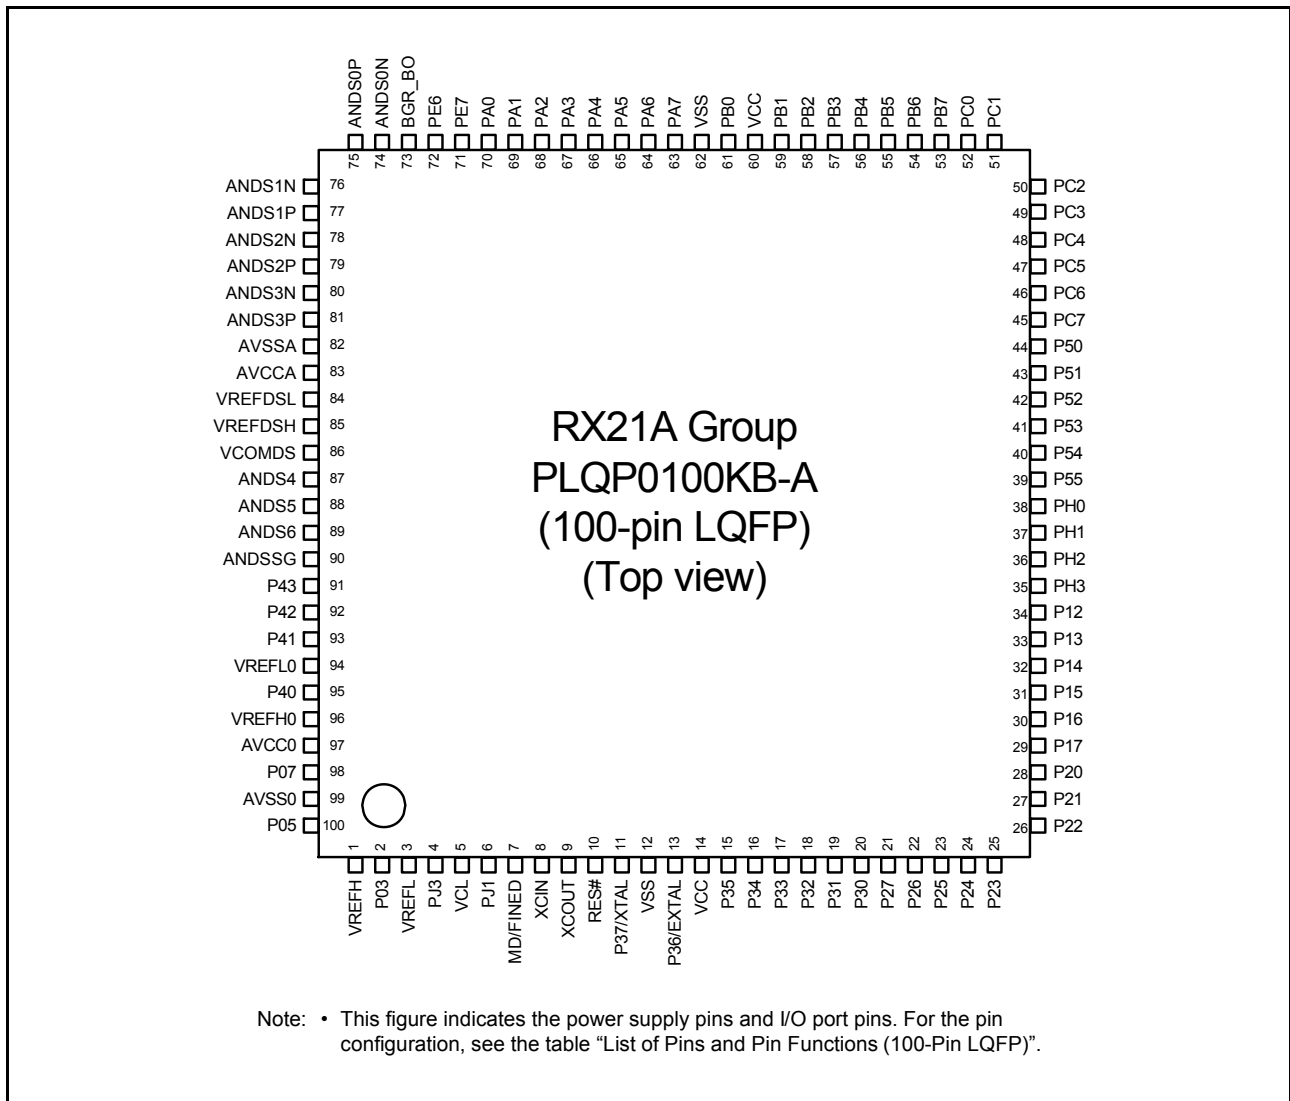 ANDS0P
ANDS0N
BGR_BO
PE6
PE7
PA0
PA1
PA2
PA3
PA4
PA5
PA6
PA7
VSS
PB0
VCC
PB1
PB2
PB3
PB4
PB5
PB6
PB7
PC0
PC1
75
74
73
72
71
70
69
68
67
66
65
64
63
62
61
60
59
58
57
56
55
54
53
52
51
ANDS1N 76
ANDS1P 77
ANDS2N 78
ANDS2P 79
ANDS3N 80
ANDS3P 81
AVSSA 82
AVCCA 83
VREFDSL 84
VREFDSH 85
VCOMDS 86
ANDS4 87
ANDS5 88
ANDS6 89
ANDSSG 90
P43 91
P42 92
P41 93
VREFL0 94
P40 95
VREFH0 96
AVCC0 97
P07 98
AVSS0 99
P05 100
RX21A Group
PLQP0100KB-A
(100-pin LQFP)
(Top view)
50 PC2
49 PC3
48 PC4
47 PC5
46 PC6
45 PC7
44 P50
43 P51
42 P52
41 P53
40 P54
39 P55
38 PH0
37 PH1
36 PH2
35 PH3
34 P12
33 P13
32 P14
31 P15
30 P16
29 P17
28 P20
27 P21
26 P22
1
2
3
4
5
6
7
8
9
10
11
12
13
14
15
16
17
18
19
20
21
22
23
24
25
VREFH
P03
VREFL
PJ3
VCL
PJ1
MD/FINED
XCIN
XCOUT
RES#
P37/XTAL
VSS
P36/EXTAL
VCC
P35
P34
P33
P32
P31
P30
P27
P26
P25
P24
P23
Note: • This figure indicates the power supply pins and I/O port pins. For the pin
configuration, see the table “List of Pins and Pin Functions (100-Pin LQFP)”.